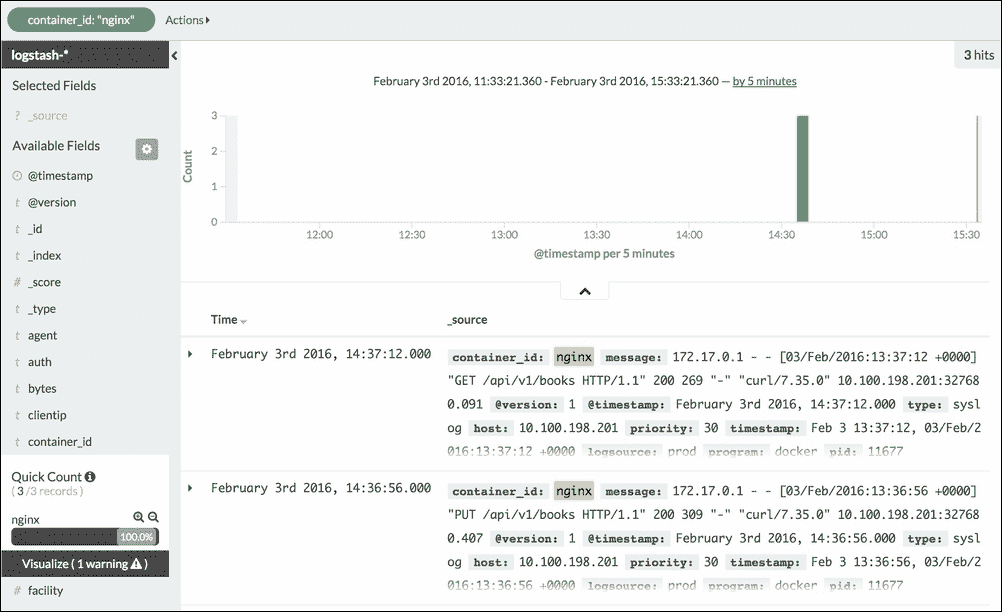 container_id: "nginx"
Actions
logstash-*
3 hits
Selected Fields
? _source
Available Fields
@timestamp
t @version
t _id
t _index
# _score
t _type
t agent
t auth
t bytes
t clientip
t container_id
Quick Count
( 3 /3 records )
nginx
100.0%
Visualize ( 1 warning )
# facility
February 3rd 2016, 11:33:21.360 - February 3rd 2016, 15:33:21.360 — by 5 minutes
Count
3
2
1
0
12:00 12:30 13:00 13:30 14:00 14:30 15:00 15:30
@timestamp per 5 minutes
Time _source
February 3rd 2016, 14:37:12.000
container_id: nginx message: 172.17.0.1 - - [03/Feb/2016:13:37:12 +0000]
"GET /api/v1/books HTTP/1.1" 200 269 "-" "curl/7.35.0" 10.100.198.201:32768
0.091 @version: 1 @timestamp: February 3rd 2016, 14:37:12.000 type: sysl
og host: 10.100.198.201 priority: 30 timestamp: Feb 3 13:37:12, 03/Feb/2
016:13:37:12 +0000 logsource: prod program: docker pid: 11677
February 3rd 2016, 14:36:56.000
container_id: nginx message: 172.17.0.1 - - [03/Feb/2016:13:36:56 +0000]
"PUT /api/v1/books HTTP/1.1" 200 309 "-" "curl/7.35.0" 10.100.198.201:32768
0.407 @version: 1 @timestamp: February 3rd 2016, 14:36:56.000 type: sysl
og host: 10.100.198.201 priority: 30 timestamp: Feb 3 13:36:56, 03/Feb/2
016:13:36:56 +0000 logsource: prod program: docker pid: 11677